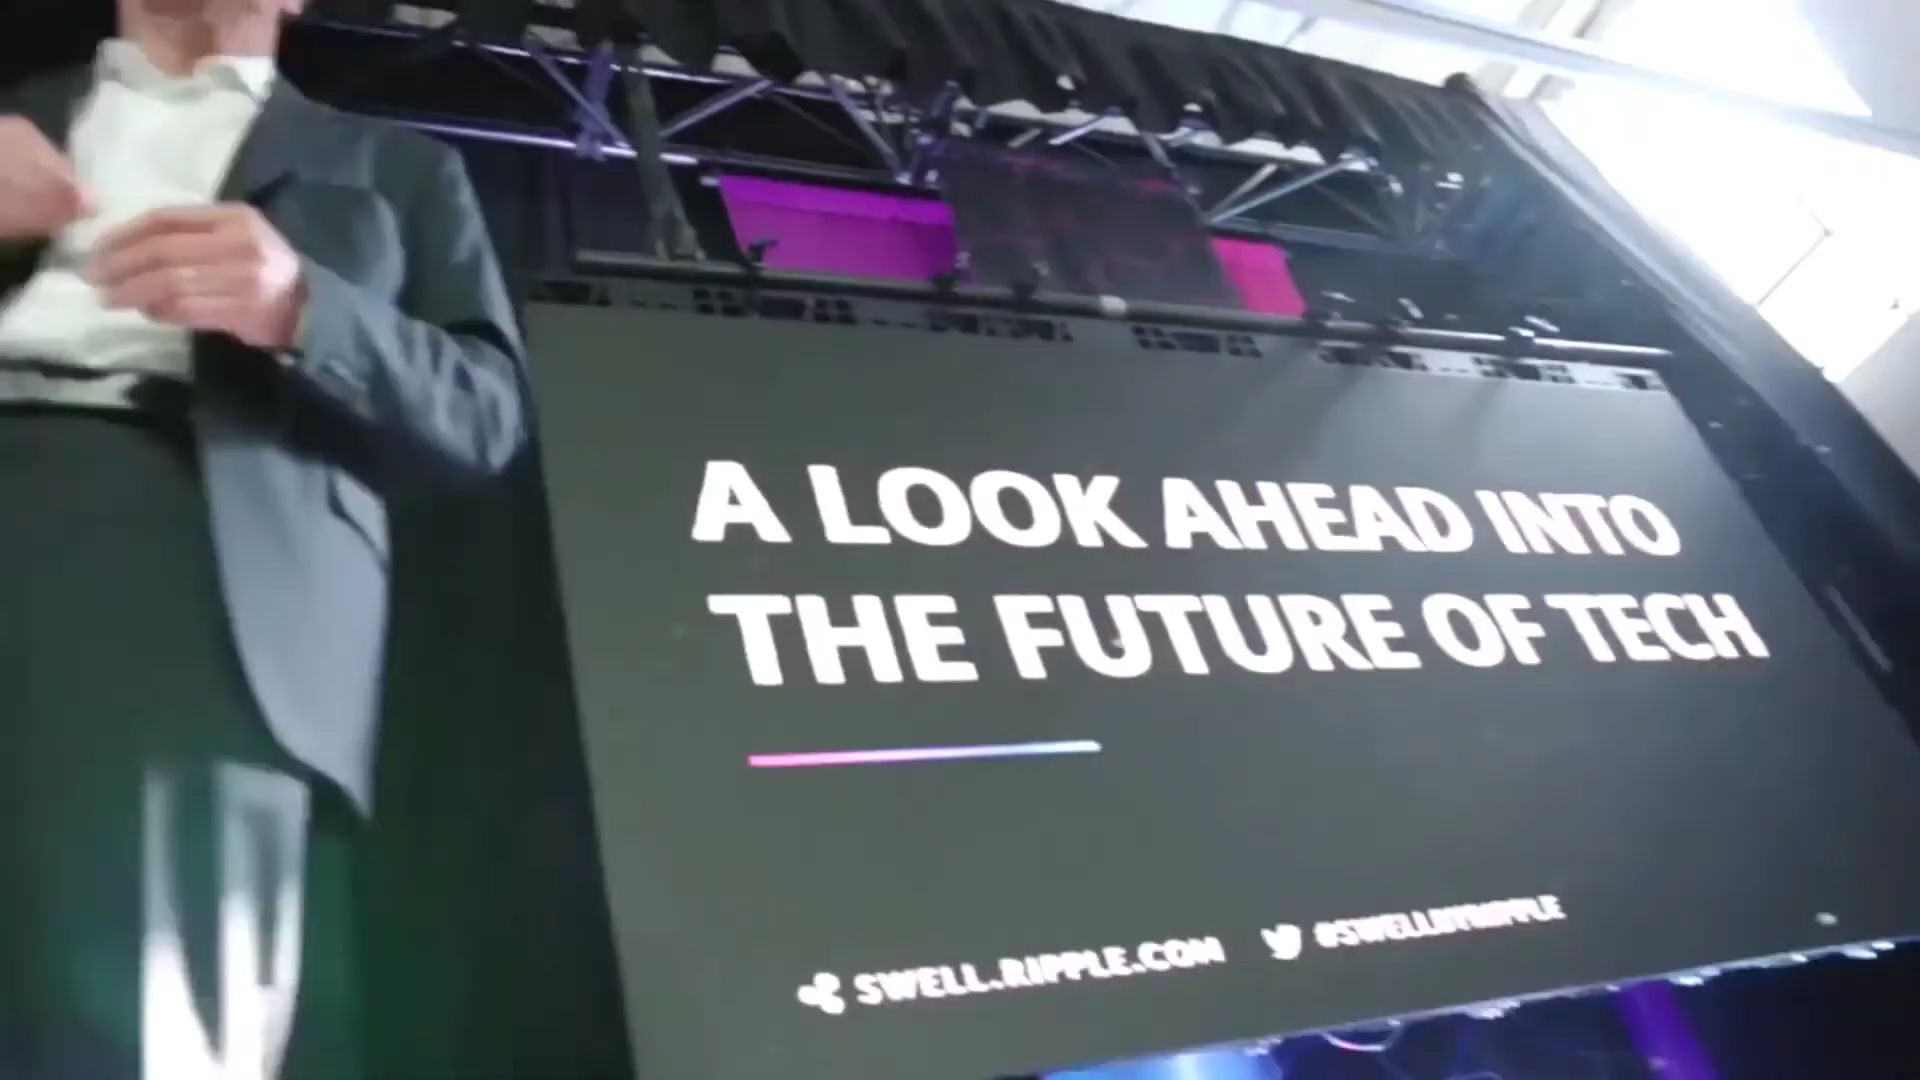 A LOOK AHEAD INTO
THE FUTURE OF TECH
SWELL.RIPPLE.COM #SWELLBYRIPPLE